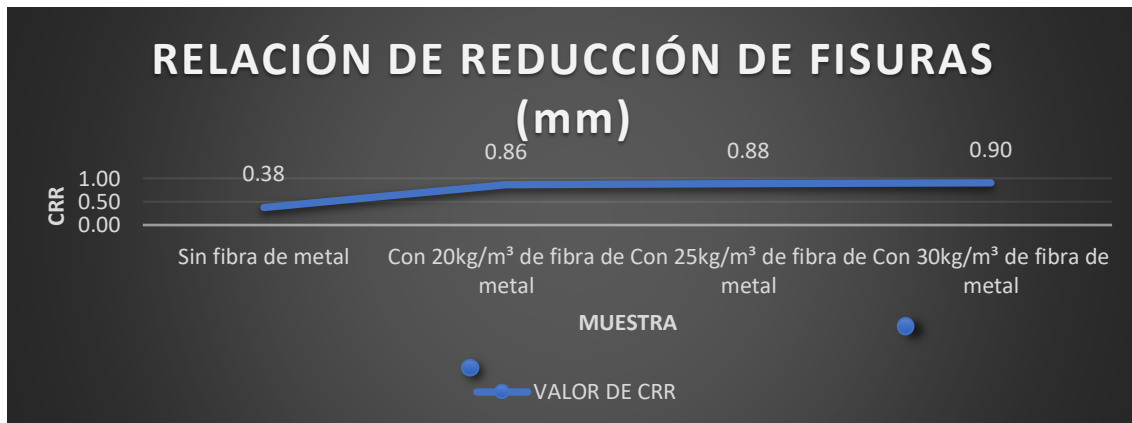 RELACIÓN DE REDUCCIÓN DE FISURAS
(mm)
0.38
0.86
0.88
0.90
1.00
0.50
0.00
CRR
Sin fibra de metal
Con 20kg/m³ de fibra de
metal
Con 25kg/m³ de fibra de
metal
Con 30kg/m³ de fibra de
metal
MUESTRA
VALOR DE CRR